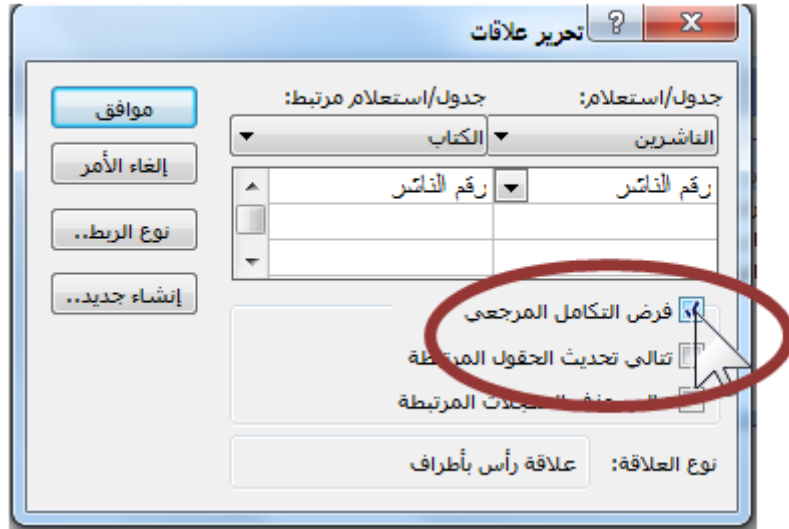 تحرير علاقات
جدول/استعلام: جدول/استعلام مرتبط:
الناشرين الكتاب
رقم الناشر رقم الناشر
موافق
إلغاء الأمر
نوع الربط..
إنشاء جديد..
فرض التكامل المرجعي
تتالي تحديث الحقول المرتبطة
المرتبطة
نوع العلاقة: علاقة رأس بأطراف